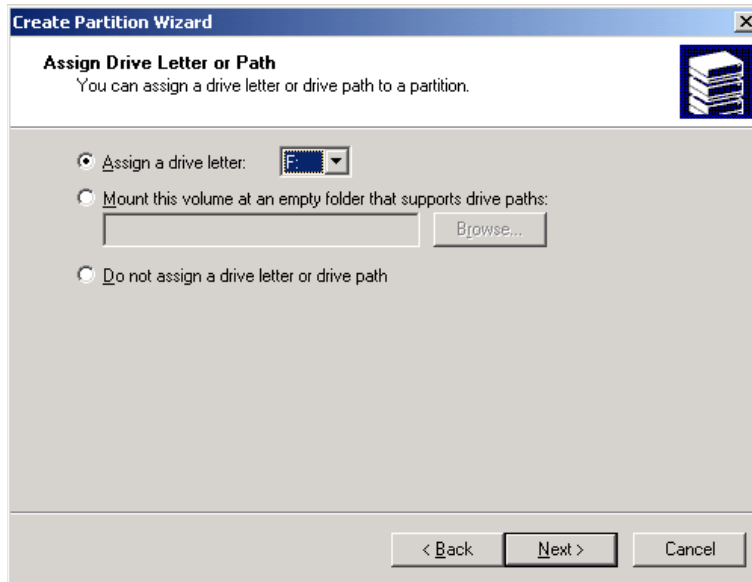 Create Partition Wizard
Assign Drive Letter or Path
You can assign a drive letter or drive path to a partition.
Assign a drive letter: F:
Mount this volume at an empty folder that supports drive paths:
Browse...
Do not assign a drive letter or drive path
< Back Next > Cancel